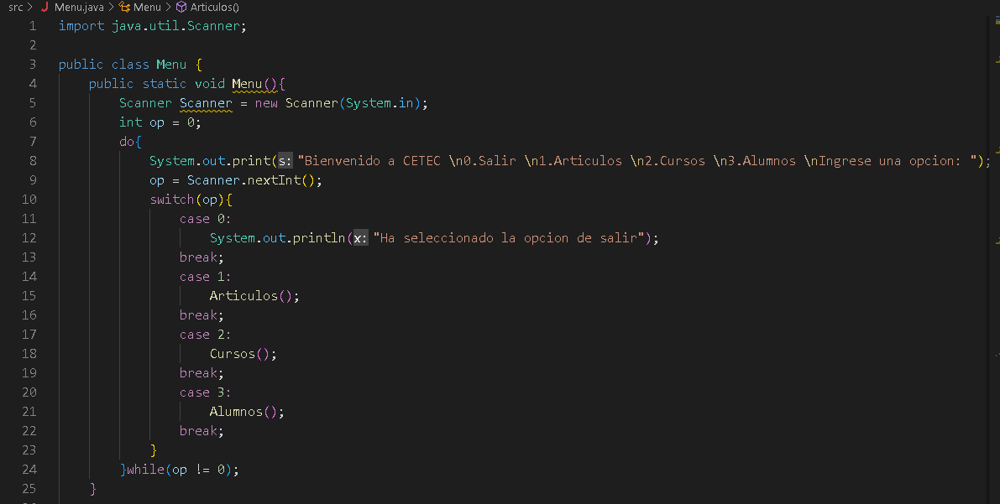 src > Menu.java > Menu > Articulos()
1 import java.util.Scanner;
2
3 public class Menu {
4     public static void Menu(){
5         Scanner Scanner = new Scanner(System.in);
6         int op = 0;
7         do{
8             System.out.print(s: "Bienvenido a CETEC \n0.Salir \n1.Articulos \n2.Cursos \n3.Alumnos \nIngrese una opcion: ");
9             op = Scanner.nextInt();
10             switch(op){
11                 case 0:
12                     System.out.println(x: "Ha seleccionado la opcion de salir");
13                 break;
14                 case 1:
15                     Articulos();
16                 break;
17                 case 2:
18                     Cursos();
19                 break;
20                 case 3:
21                     Alumnos();
22                 break;
23             }
24         }while(op != 0);
25     }